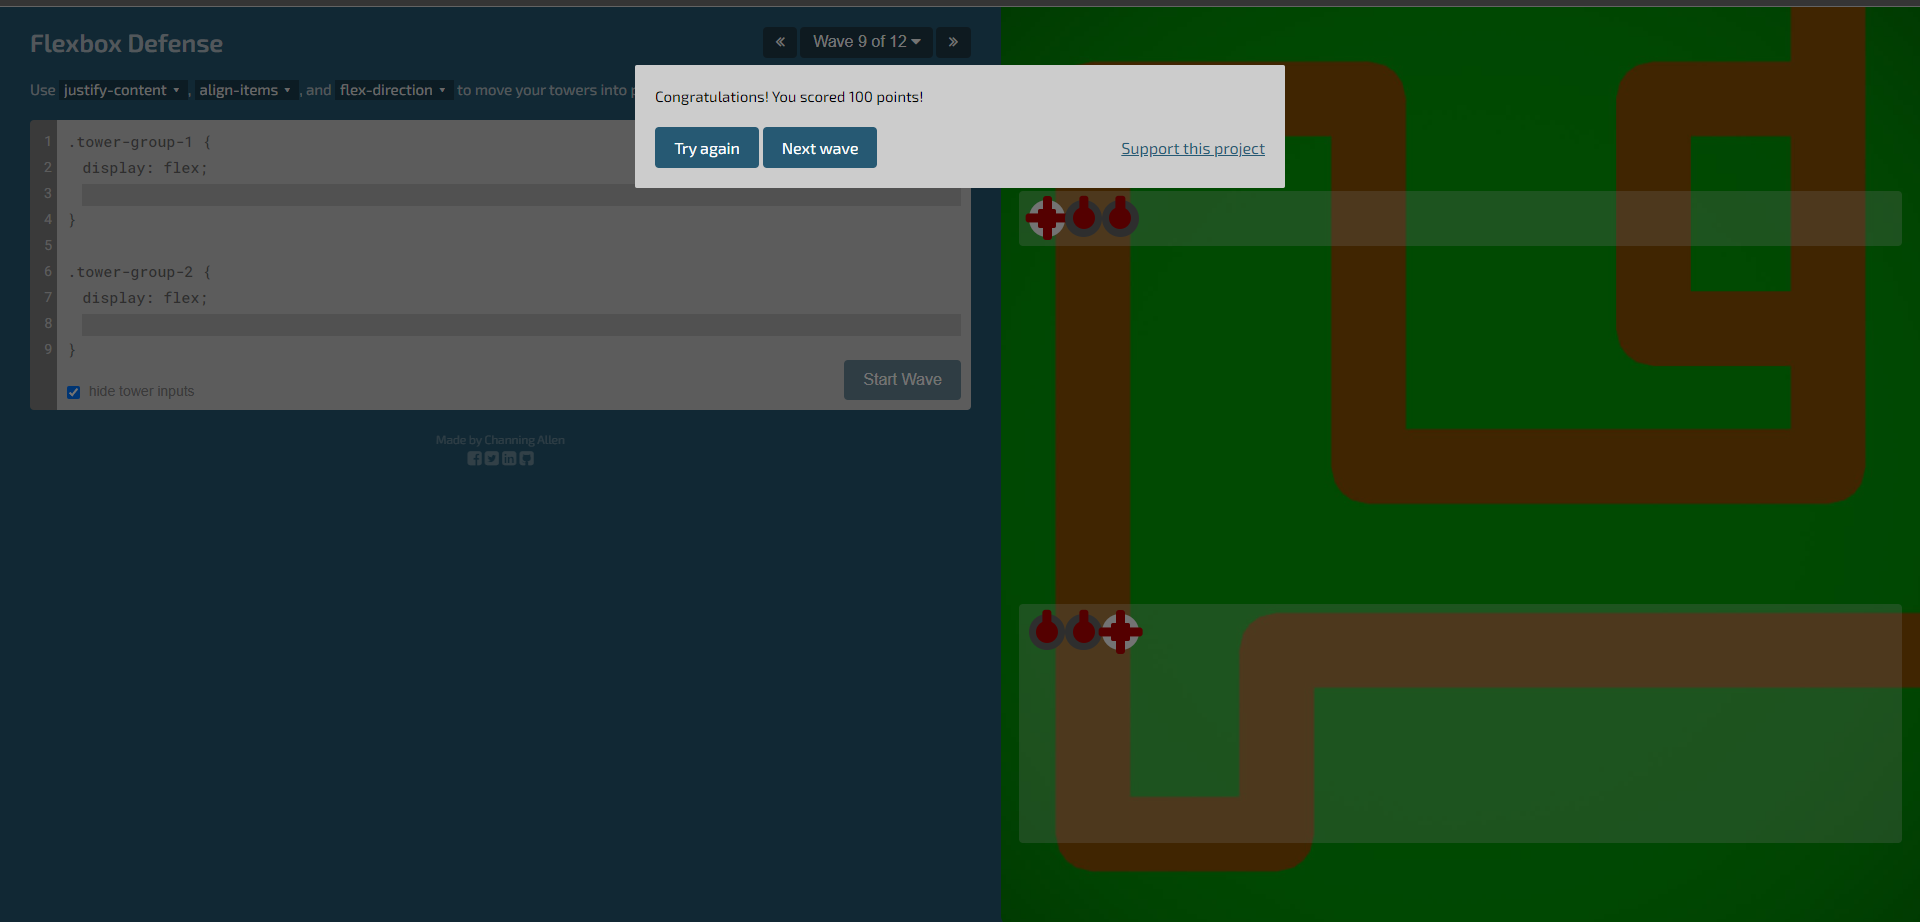 Flexbox Defense
« Wave 9 of 12 »
Use justify-content, align-items, and flex-direction to move your towers into p
Congratulations! You scored 100 points!
Try again Next wave Support this project
1 .tower-group-1 {
2 display: flex;
3
4 }
5
6 .tower-group-2 {
7 display: flex;
8
9 }
hide tower inputs
Start Wave
Made by Channing Allen